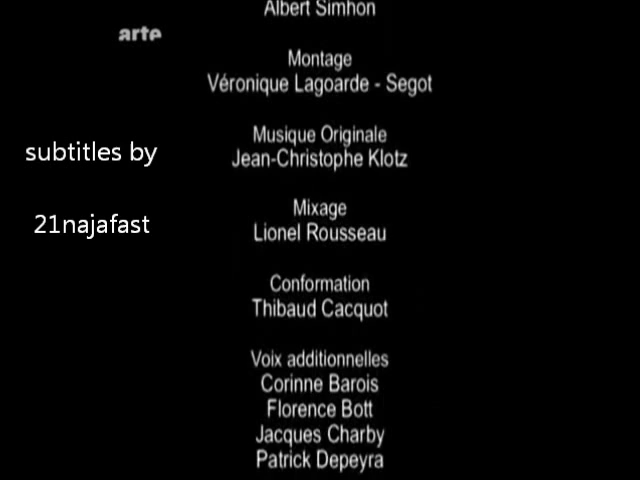 Albert Simhon
arte
Montage
Véronique Lagoarde - Segot
Musique Originale
Jean-Christophe Klotz
subtitles by
Mixage
Lionel Rousseau
21najafast
Conformation
Thibaud Cacquot
Voix additionnelles
Corinne Barois
Florence Bott
Jacques Charby
Patrick Depeyra